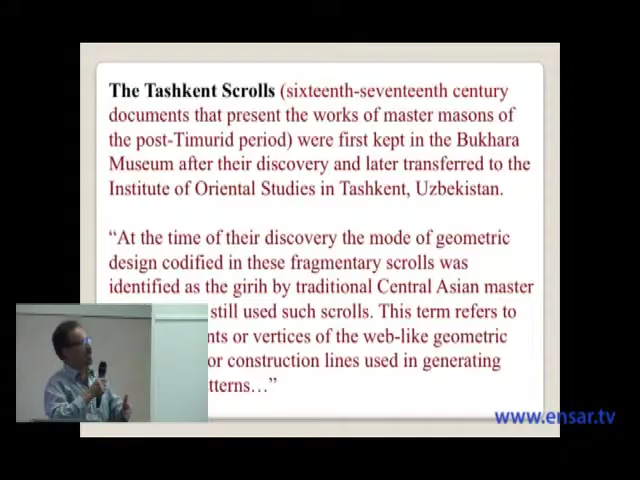 The Tashkent Scrolls (sixteenth-seventeenth century
documents that present the works of master masons of
the post-Timurid period) were first kept in the Bukhara
Museum after their discovery and later transferred to the
Institute of Oriental Studies in Tashkent, Uzbekistan.
“At the time of their discovery the mode of geometric
design codified in these fragmentary scrolls was
identified as the girih by traditional Central Asian master
still used such scrolls. This term refers to
or vertices of the web-like geometric
or construction lines used in generating
www.ensar.tv